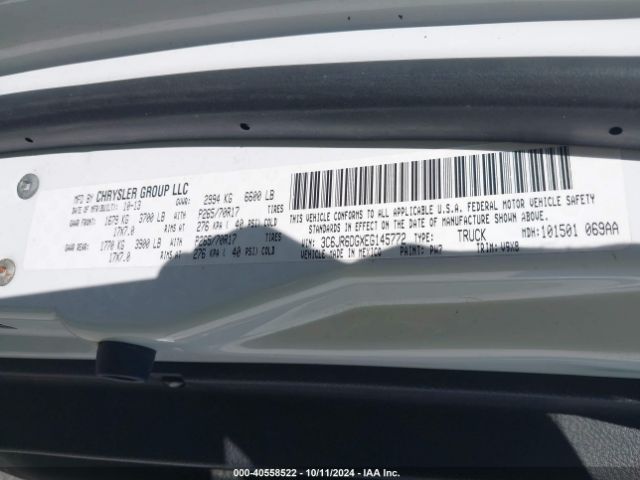 MFD BY CHRYSLER GROUP LLC
DATE OF MFR(BUILT): 10-13 GVWR: 2994 KG 6600 LB
GAWR FRONT: 1679 KG 3700 LB WITH P265/70R17 TIRES
17X7.0 276 KPA ( 40 PSI) COLD
GAWR REAR: 1770 KG 3900 LB WITH P265/70R17 TIRES
17X7.0 276 KPA ( 40 PSI) COLD
THIS VEHICLE CONFORMS TO ALL APPLICABLE U.S.A. FEDERAL MOTOR VEHICLE SAFETY
STANDARDS IN EFFECT ON THE DATE OF MANUFACTURE SHOWN ABOVE.
VIN: 3C6JR6DGXEG145772 TYPE: TRUCK MDH:101501 069AA
VEHICLE MADE IN MEXICO PAINT: PW7 TRIM: V9X8
000-40558522 - 10/11/2024 - IAA Inc.